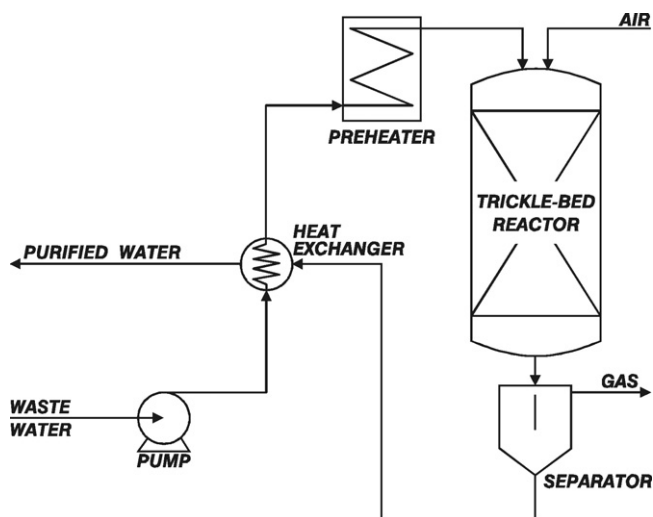 AIR
PREHEATER
TRICKLE-BED
REACTOR
HEAT
EXCHANGER
PURIFIED WATER
GAS
WASTE
WATER
PUMP
SEPARATOR